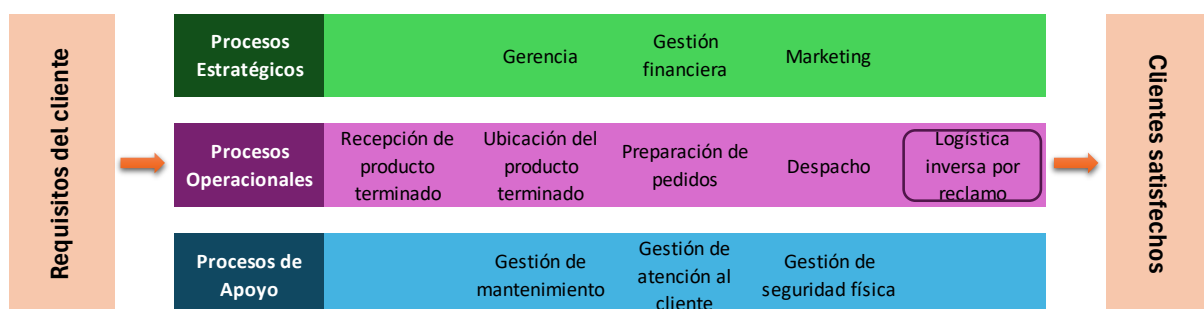 Requisitos del cliente
Procesos
Estratégicos
Gerencia
Gestión
financiera
Marketing
Procesos
Operacionales
Recepción de
producto
terminado
Ubicación del
producto
terminado
Preparación de
pedidos
Despacho
Logística
inversa por
reclamo
Procesos de
Apoyo
Gestión de
mantenimiento
Gestión de
atención al
cliente
Gestión de
seguridad física
Clientes satisfechos